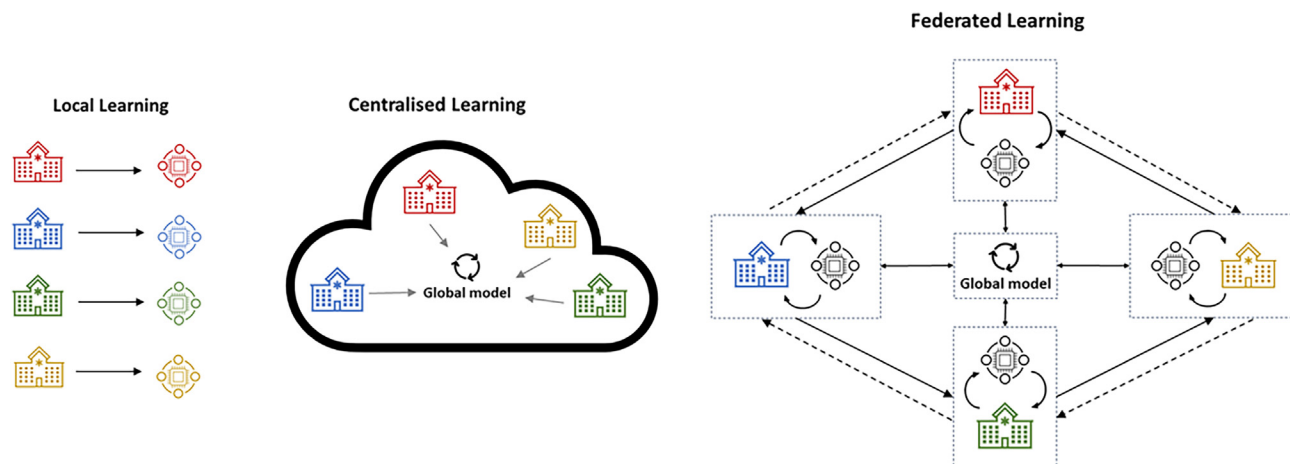 Local Learning
Centralised Learning
Global model
Federated Learning
Global model